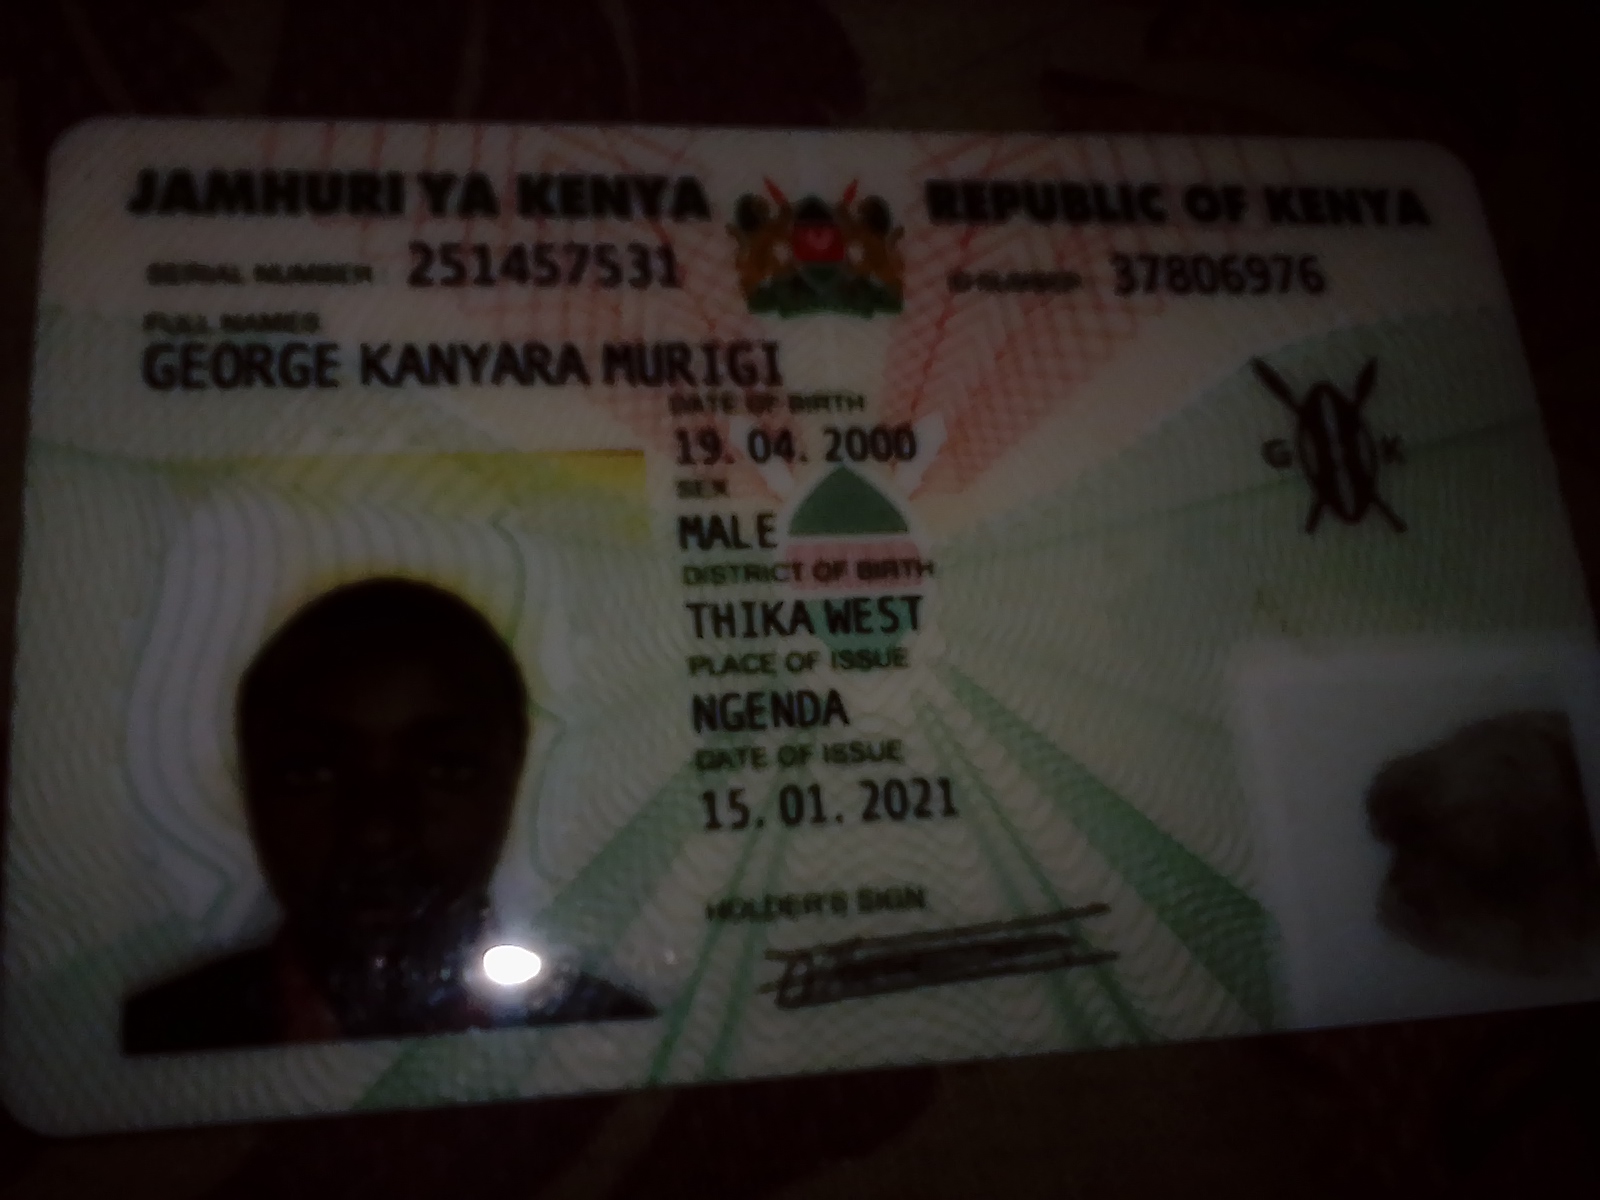 JAMHURI YA KENYA REPUBLIC OF KENYA
SERIAL NUMBER: 251457531 ID NUMBER: 37806976
FULL NAMES
GEORGE KANYARA MURIGI
DATE OF BIRTH
19. 04. 2000
SEX
MALE
G K
DISTRICT OF BIRTH
THIKA WEST
PLACE OF ISSUE
NGENDA
DATE OF ISSUE
15. 01. 2021
HOLDER'S SIGN